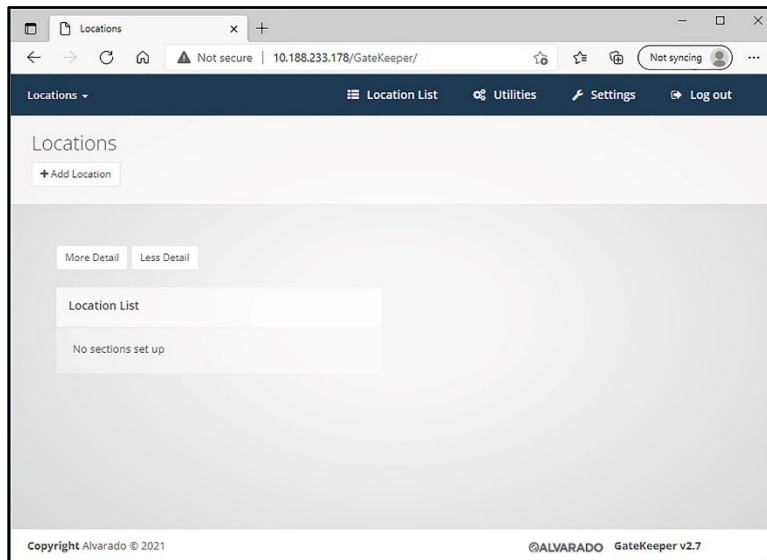 Locations
Not secure | 10.188.233.178/GateKeeper/
Not syncing
Locations
Location List
Utilities
Settings
Log out
Locations
+ Add Location
More Detail
Less Detail
Location List
No sections set up
Copyright Alvarado © 2021
ALVARADO GateKeeper v2.7